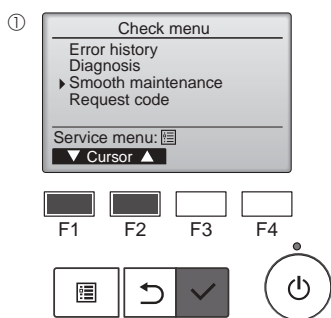 ①
Check menu
Error history
Diagnosis
Smooth maintenance
Request code
Service menu:
▼ Cursor ▲
F1 F2 F3 F4